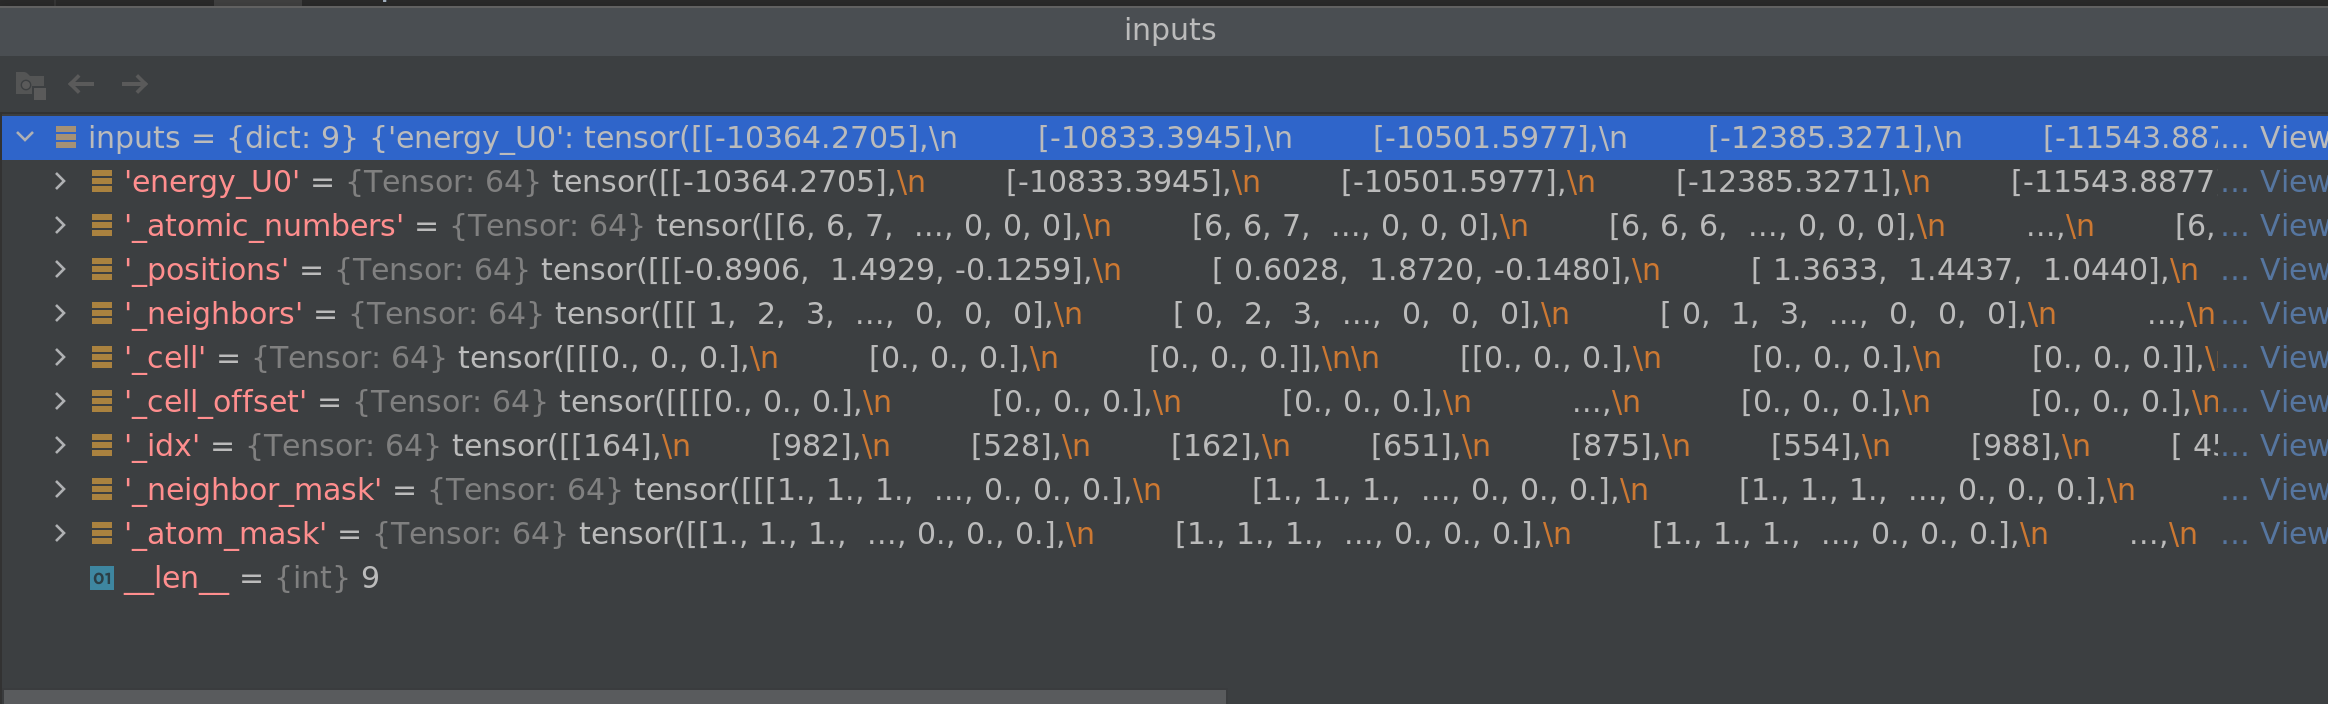 inputs
inputs = {dict: 9} {'energy_U0': tensor([[-10364.2705],\n [-10833.3945],\n [-10501.5977],\n [-12385.3271],\n [-11543.887... View
'energy_U0' = {Tensor: 64} tensor([[-10364.2705],\n [-10833.3945],\n [-10501.5977],\n [-12385.3271],\n [-11543.8877... View
'_atomic_numbers' = {Tensor: 64} tensor([[6, 6, 7, ..., 0, 0, 0],\n [6, 6, 7, ..., 0, 0, 0],\n [6, 6, 6, ..., 0, 0, 0],\n ...,\n [6,... View
'_positions' = {Tensor: 64} tensor([[[-0.8906, 1.4929, -0.1259],\n [ 0.6028, 1.8720, -0.1480],\n [ 1.3633, 1.4437, 1.0440],\n ... View
'_neighbors' = {Tensor: 64} tensor([[[ 1, 2, 3, ..., 0, 0, 0],\n [ 0, 2, 3, ..., 0, 0, 0],\n [ 0, 1, 3, ..., 0, 0, 0],\n ...,\n... View
'_cell' = {Tensor: 64} tensor([[[0., 0., 0.],\n [0., 0., 0.],\n [0., 0., 0.]],\n\n [[0., 0., 0.],\n [0., 0., 0.],\n [0., 0., 0.]],\... View
'_cell_offset' = {Tensor: 64} tensor([[[[0., 0., 0.],\n [0., 0., 0.],\n [0., 0., 0.],\n ...,\n [0., 0., 0.],\n [0., 0., 0.],\n... View
'_idx' = {Tensor: 64} tensor([[164],\n [982],\n [528],\n [162],\n [651],\n [875],\n [554],\n [988],\n [ 4... View
'_neighbor_mask' = {Tensor: 64} tensor([[[1., 1., 1., ..., 0., 0., 0.],\n [1., 1., 1., ..., 0., 0., 0.],\n [1., 1., 1., ..., 0., 0., 0.],\n ... View
'_atom_mask' = {Tensor: 64} tensor([[1., 1., 1., ..., 0., 0., 0.],\n [1., 1., 1., ..., 0., 0., 0.],\n [1., 1., 1., ..., 0., 0., 0.],\n ...,\n ... View
01 __len__ = {int} 9